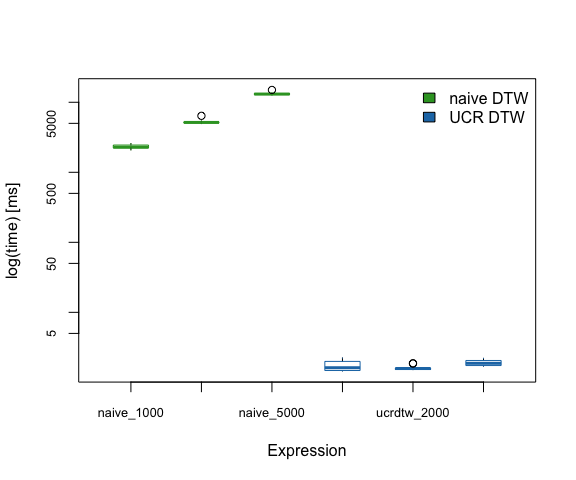 naive DTW
UCR DTW
log(time) [ms]
5000
500
50
5
naive_1000
naive_5000
ucrdtw_2000
Expression